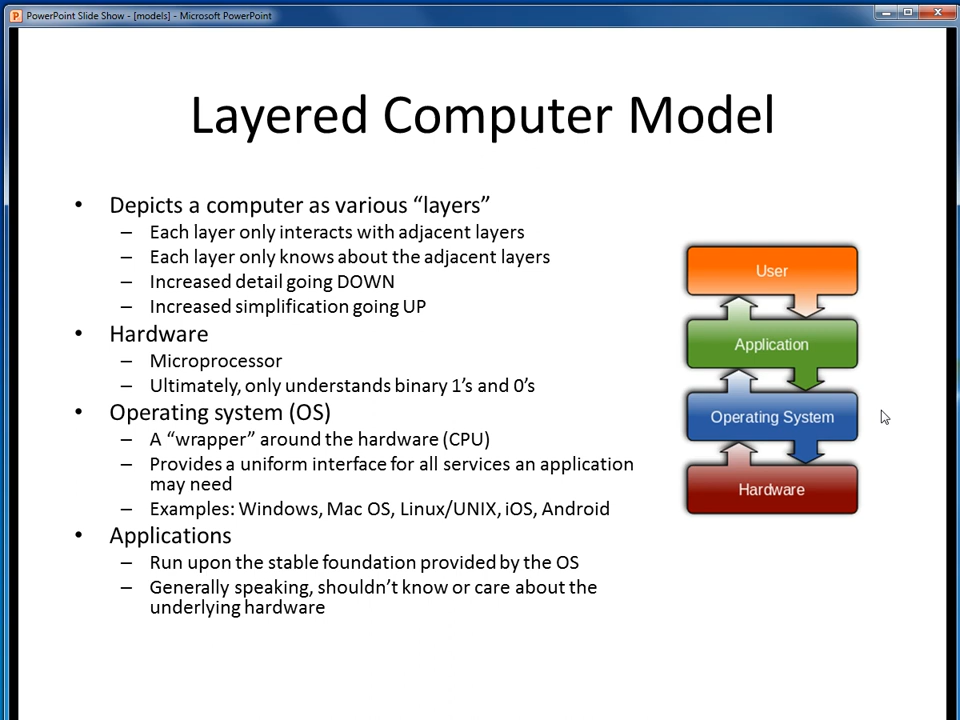 PowerPoint Slide Show - [models] - Microsoft PowerPoint
Layered Computer Model
• Depicts a computer as various “layers”
– Each layer only interacts with adjacent layers
– Each layer only knows about the adjacent layers
– Increased detail going DOWN
– Increased simplification going UP
• Hardware
– Microprocessor
– Ultimately, only understands binary 1’s and 0’s
• Operating system (OS)
– A “wrapper” around the hardware (CPU)
– Provides a uniform interface for all services an application
may need
– Examples: Windows, Mac OS, Linux/UNIX, iOS, Android
• Applications
– Run upon the stable foundation provided by the OS
– Generally speaking, shouldn’t know or care about the
underlying hardware
User
Application
Operating System
Hardware